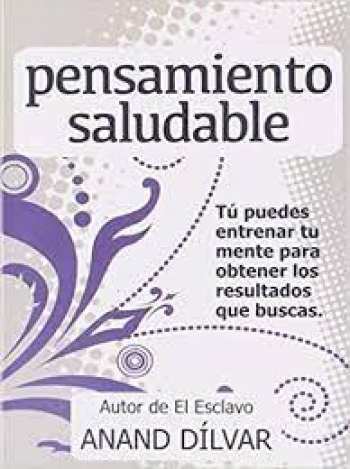 pensamiento
saludable
Tú puedes
entrenar tu
mente para
obtener los
resultados
que buscas.
Autor de El Esclavo
ANAND DÍLVAR